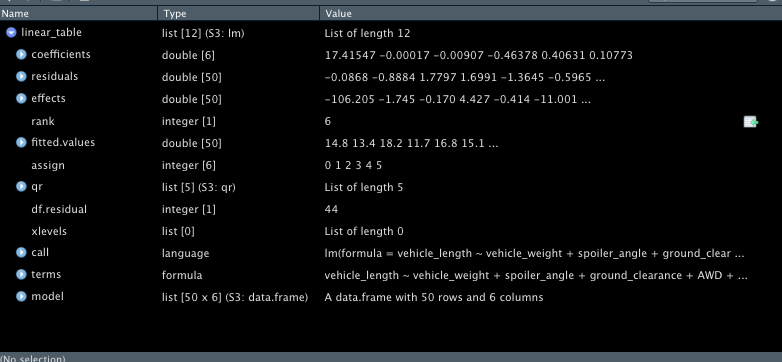 Name Type Value
linear_table list [12] (S3: lm) List of length 12
coefficients double [6] 17.41547 -0.00017 -0.00907 -0.46378 0.40631 0.10773
residuals double [50] -0.0868 -0.8884 1.7797 1.6991 -1.3645 -0.5965 ...
effects double [50] -106.205 -1.745 -0.170 4.427 -0.414 -11.001 ...
rank integer [1] 6
fitted.values double [50] 14.8 13.4 18.2 11.7 16.8 15.1 ...
assign integer [6] 0 1 2 3 4 5
qr list [5] (S3: qr) List of length 5
df.residual integer [1] 44
xlevels list [0] List of length 0
call language lm(formula = vehicle_length ~ vehicle_weight + spoiler_angle + ground_clear ...
terms formula vehicle_length ~ vehicle_weight + spoiler_angle + ground_clearance + AWD + ...
model list [50 x 6] (S3: data.frame) A data.frame with 50 rows and 6 columns
(No selection)